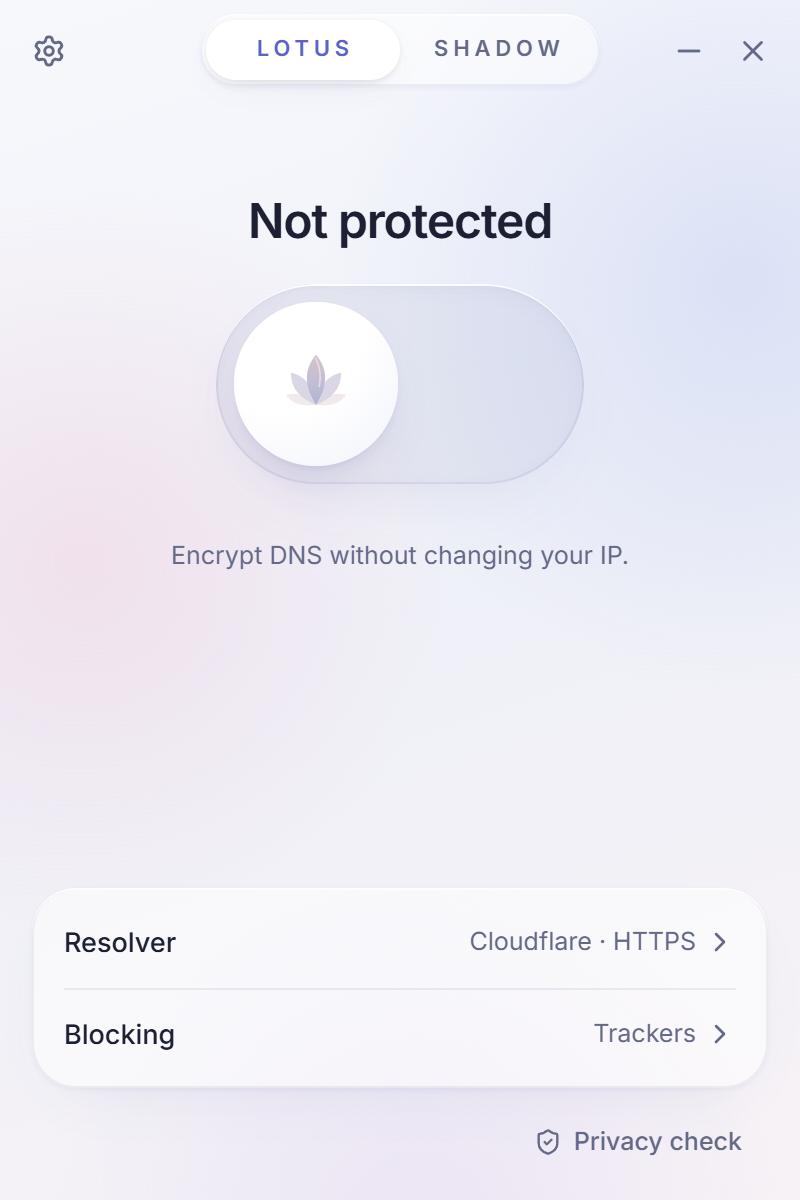 LOTUS SHADOW
Not protected
Encrypt DNS without changing your IP.
Resolver Cloudflare · HTTPS
Blocking Trackers
Privacy check